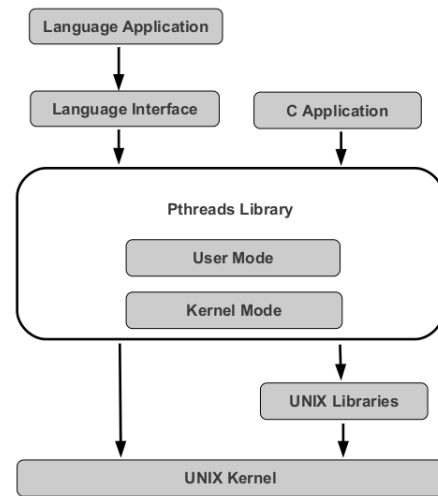 Language Application
Language Interface
C Application
Pthreads Library
User Mode
Kernel Mode
UNIX Libraries
UNIX Kernel